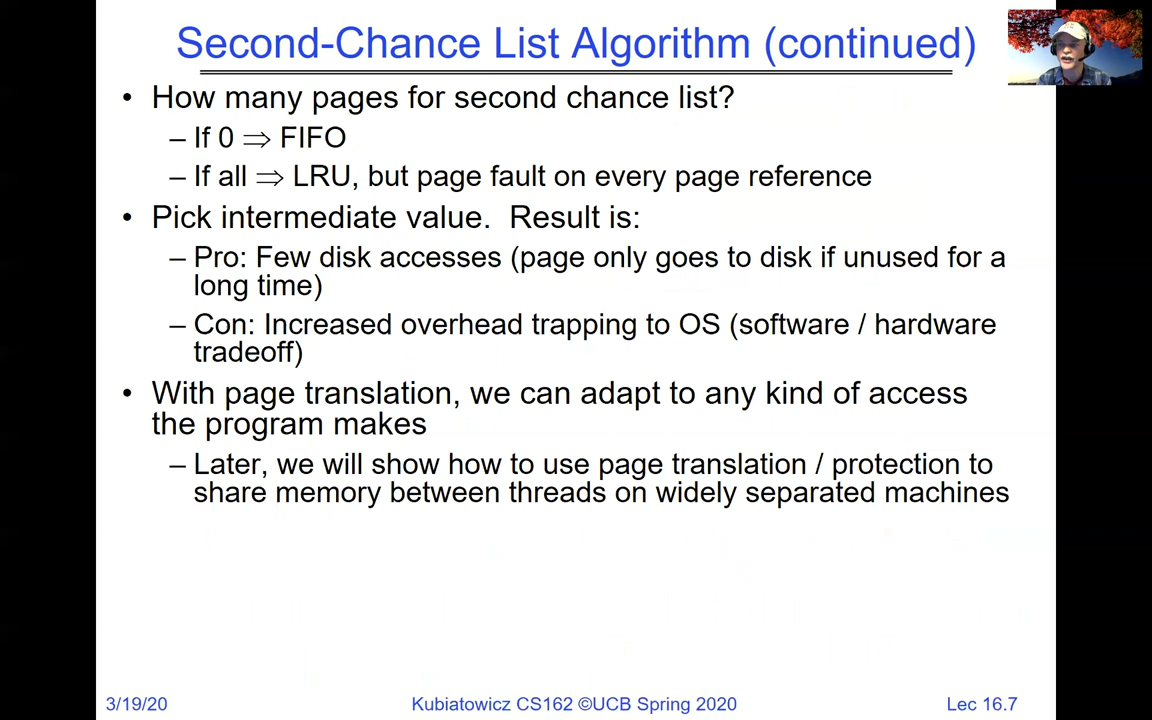 Second-Chance List Algorithm (continued)
• How many pages for second chance list?
– If 0 ⇒ FIFO
– If all ⇒ LRU, but page fault on every page reference
• Pick intermediate value.  Result is:
– Pro: Few disk accesses (page only goes to disk if unused for a
long time)
– Con: Increased overhead trapping to OS (software / hardware
tradeoff)
• With page translation, we can adapt to any kind of access
the program makes
– Later, we will show how to use page translation / protection to
share memory between threads on widely separated machines
3/19/20
Kubiatowicz CS162 ©UCB Spring 2020
Lec 16.7